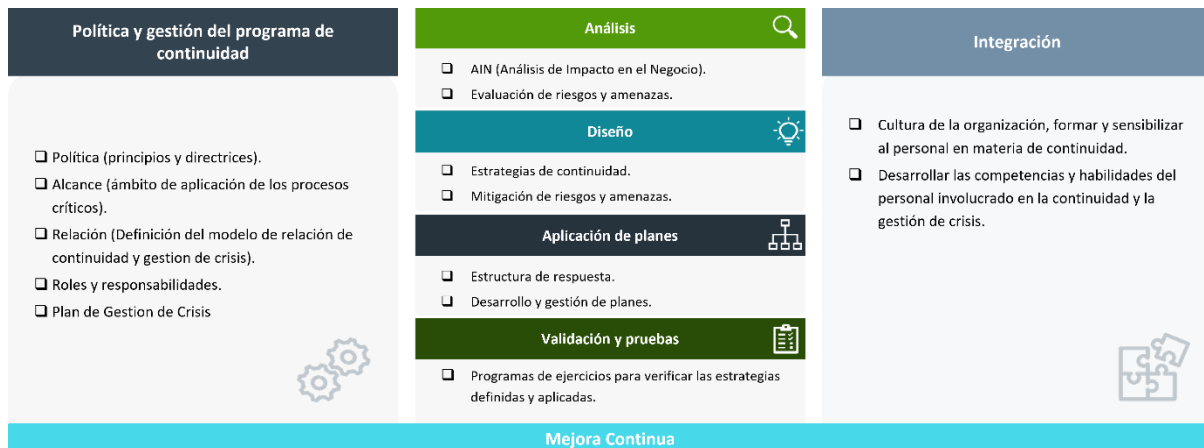 Política y gestión del programa de
continuidad
❑ Política (principios y directrices).
❑ Alcance (ámbito de aplicación de los procesos
críticos).
❑ Relación (Definición del modelo de relación de
continuidad y gestion de crisis).
❑ Roles y responsabilidades.
❑ Plan de Gestion de Crisis
Análisis
❑ AIN (Análisis de Impacto en el Negocio).
❑ Evaluación de riesgos y amenazas.
Diseño
❑ Estrategias de continuidad.
❑ Mitigación de riesgos y amenazas.
Aplicación de planes
❑ Estructura de respuesta.
❑ Desarrollo y gestión de planes.
Validación y pruebas
❑ Programas de ejercicios para verificar las estrategias
definidas y aplicadas.
Integración
❑ Cultura de la organización, formar y sensibilizar
al personal en materia de continuidad.
❑ Desarrollar las competencias y habilidades del
personal involucrado en la continuidad y la
gestión de crisis.
Mejora Continua